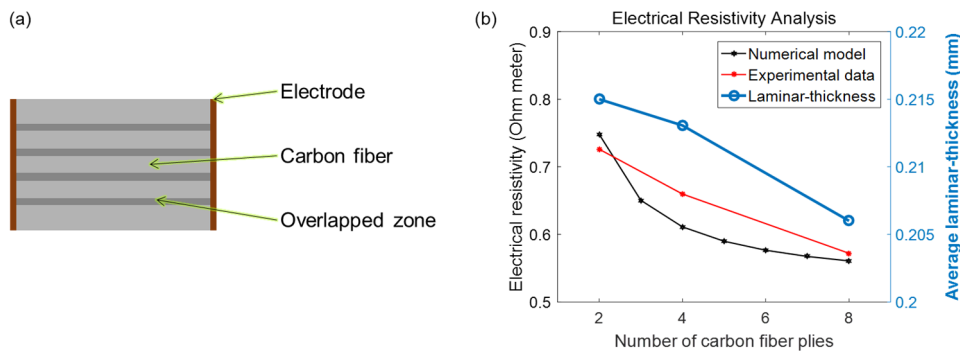 (a)
Electrode
Carbon fiber
Overlapped zone
(b)
Electrical Resistivity Analysis
Electrical resistivity (Ohm meter)
0.9
0.8
0.7
0.6
0.5
Numerical model
Experimental data
Laminar-thickness
0.22
0.215
0.21
0.205
0.2
Average laminar-thickness (mm)
2 4 6 8
Number of carbon fiber plies